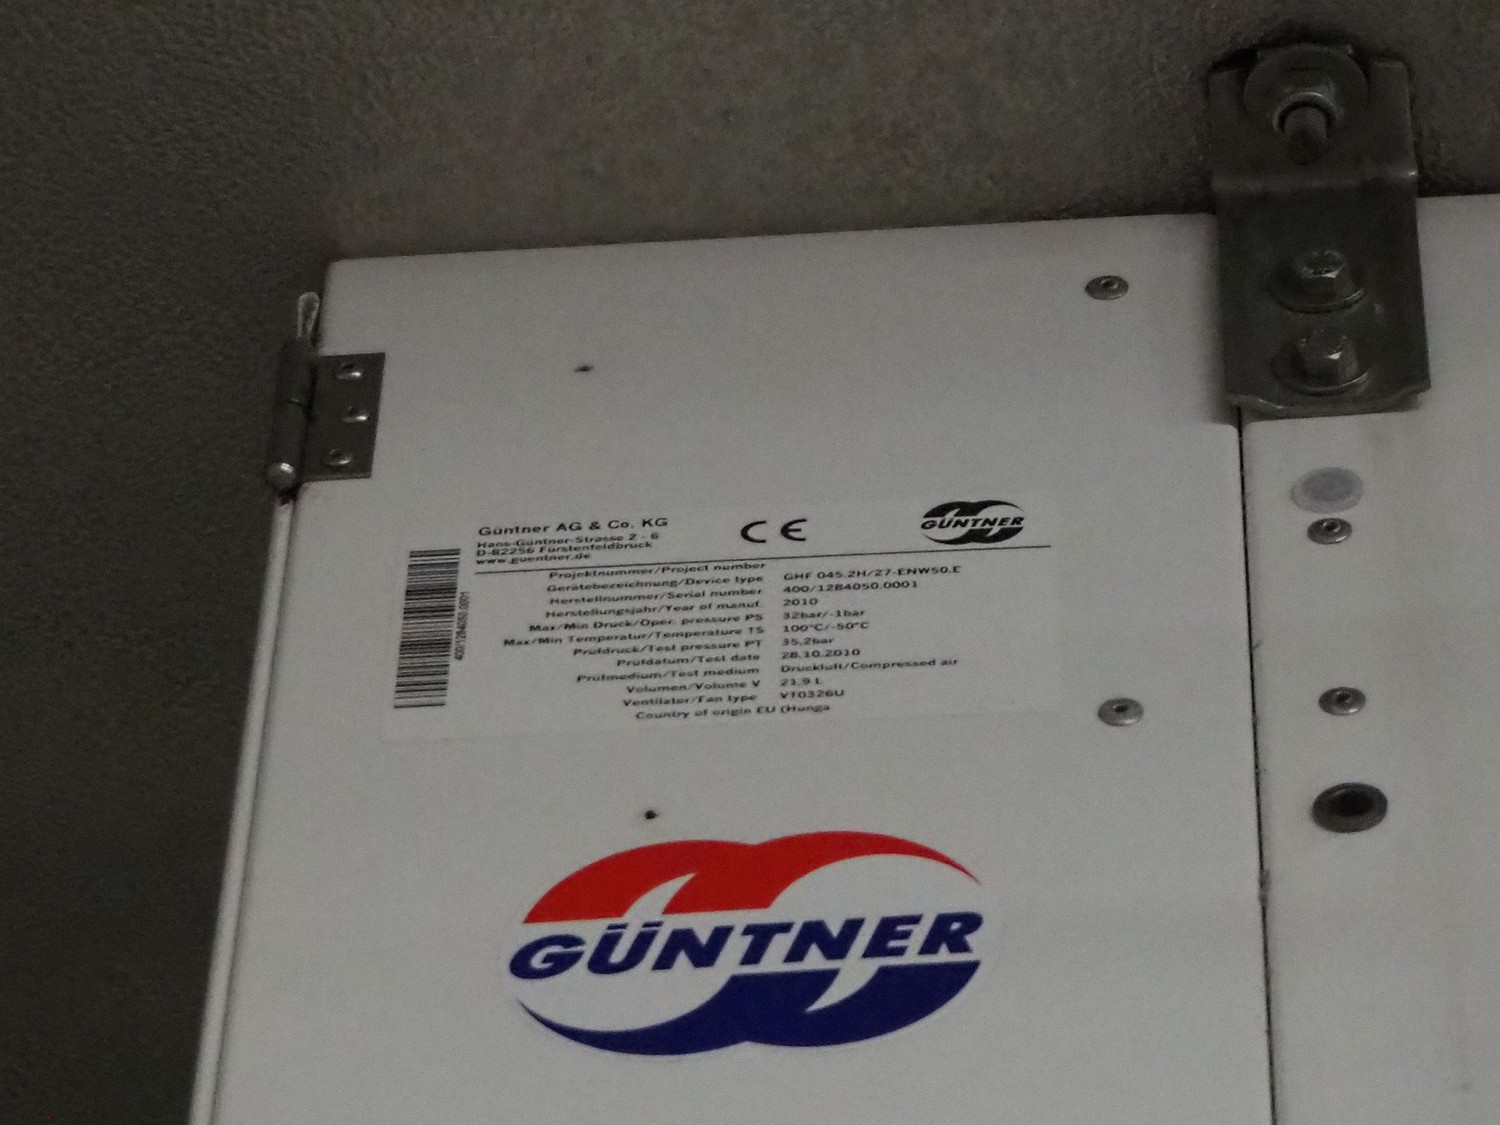 Güntner AG & Co. KG
Hans-Güntner-Strasse 2 - 6
D-82256 Fürstenfeldbruck
www.guentner.de
CE
GÜNTNER
Projektnummer/Project number
Gerätebezeichnung/Device type GHF 045.2H/27-ENW50.E
Herstellnummer/Serial number 400/1284050.0001
Herstellungsjahr/Year of manuf. 2010
Max/Min Druck/Oper. pressure PS 32bar/-1bar
Max/Min Temperatur/Temperature TS 100°C/-50°C
Prüfdruck/Test pressure PT 35,2bar
Prüfdatum/Test date 28.10.2010
Prüfmedium/Test medium Druckluft/Compressed air
Volumen/Volume V 21,9 L
Ventilator/Fan type VT0326U
Country of origin EU (Hunga
400/1284050.0001
GÜNTNER